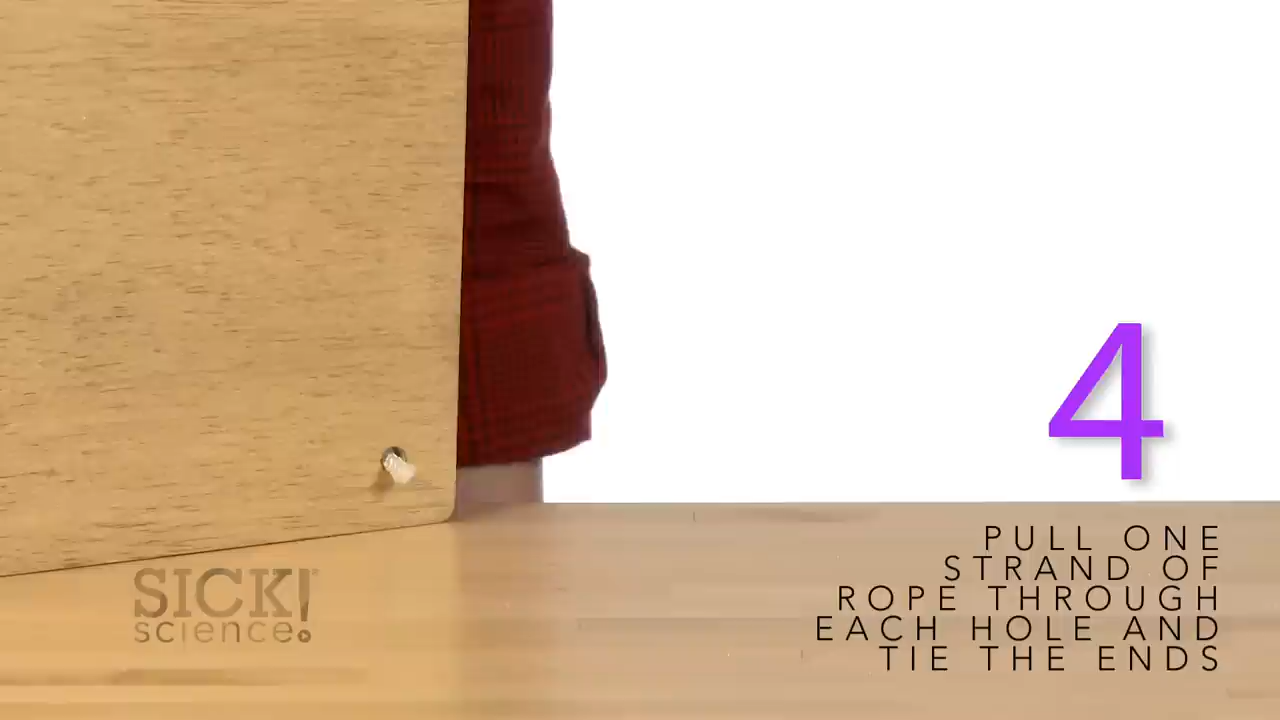 4
PULL ONE
STRAND OF
ROPE THROUGH
EACH HOLE AND
TIE THE ENDS
SICK!
science